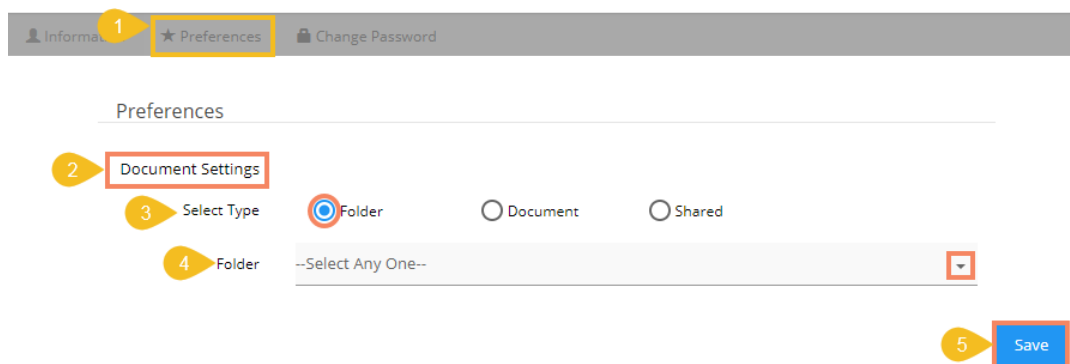 1
Preferences
Change Password
Preferences
2 Document Settings
3 Select Type Folder Document Shared
4 Folder --Select Any One--
5 Save